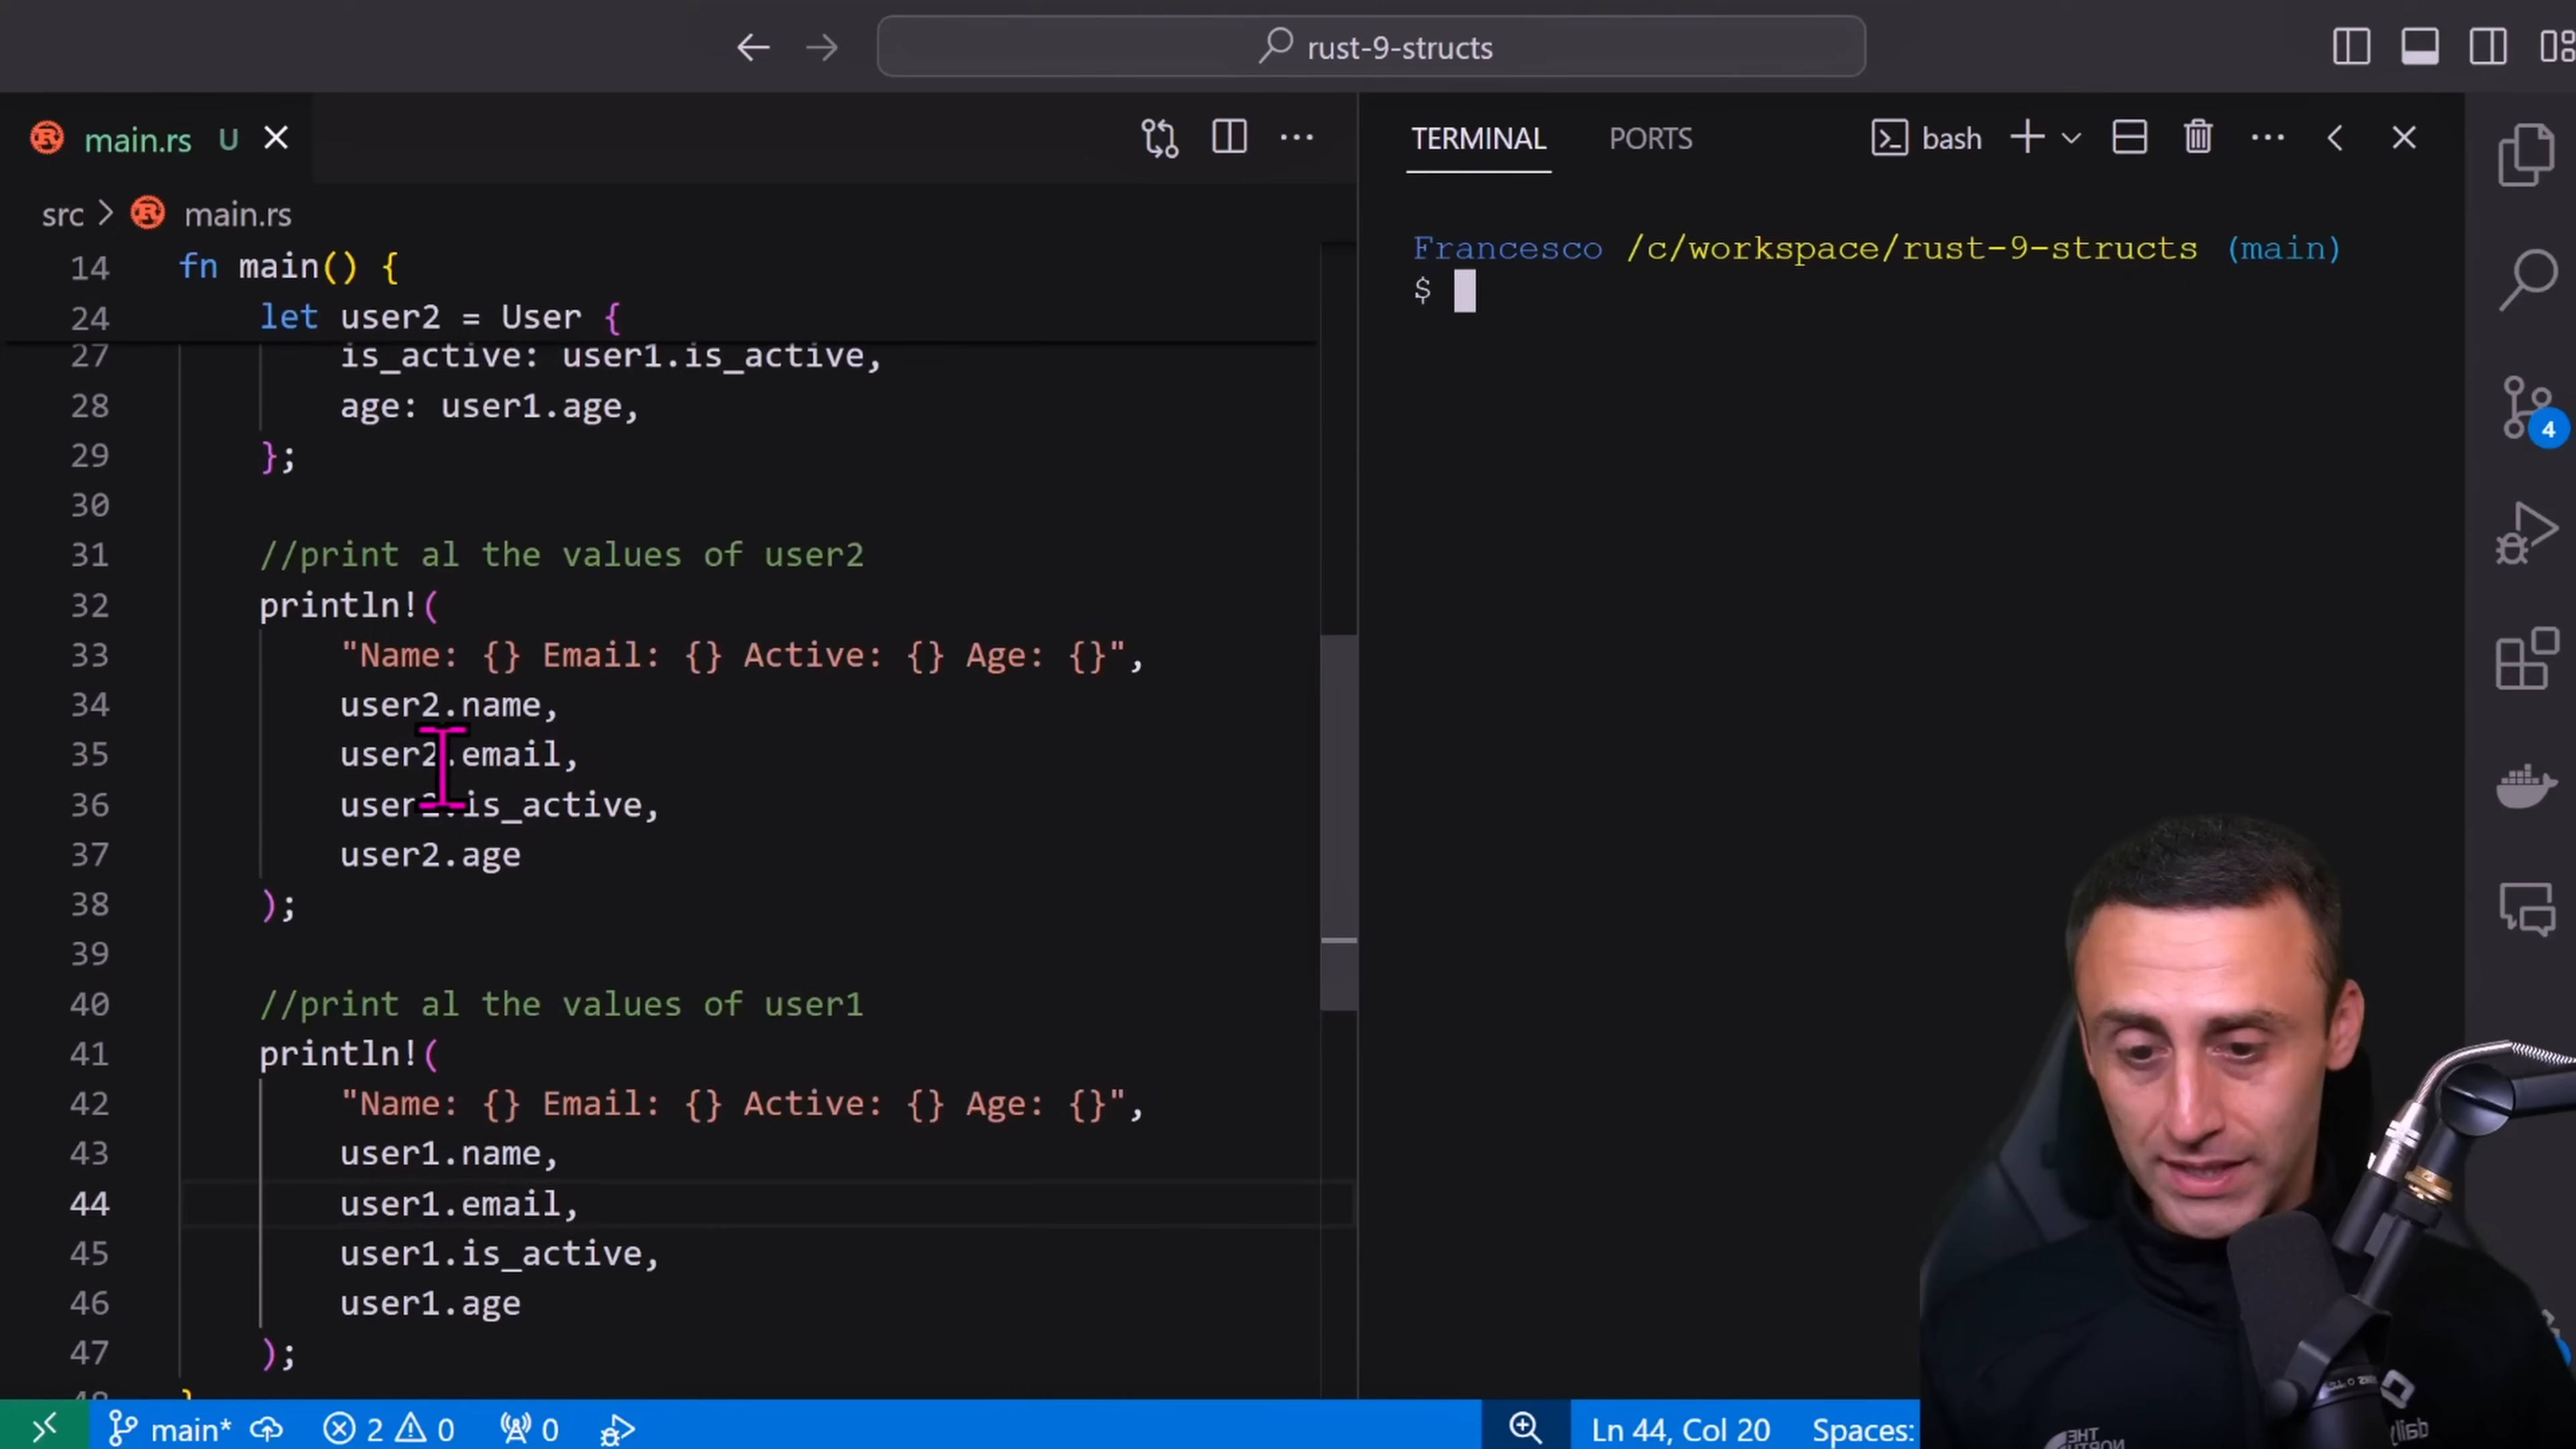 rust-9-structs
main.rs U
TERMINAL PORTS bash
src > main.rs
Francesco /c/workspace/rust-9-structs (main)
$
14 fn main() {
24 let user2 = User {
27 is_active: user1.is_active,
28 age: user1.age,
29 };
30
31 //print al the values of user2
32 println!(
33 "Name: {} Email: {} Active: {} Age: {}",
34 user2.name,
35 user2.email,
36 user2.is_active,
37 user2.age
38 );
39
40 //print al the values of user1
41 println!(
42 "Name: {} Email: {} Active: {} Age: {}",
43 user1.name,
44 user1.email,
45 user1.is_active,
46 user1.age
47 );
48 }
4
main* 2 0 0 Ln 44, Col 20 Spaces:
THE